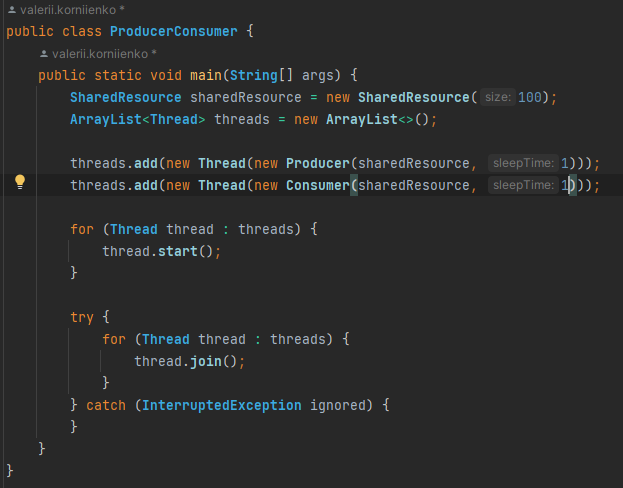 valerii.korniienko *
public class ProducerConsumer {
valerii.korniienko *
public static void main(String[] args) {
SharedResource sharedResource = new SharedResource( size: 100);
ArrayList<Thread> threads = new ArrayList<>();
threads.add(new Thread(new Producer(sharedResource, sleepTime: 1)));
threads.add(new Thread(new Consumer(sharedResource, sleepTime: 1)));
for (Thread thread : threads) {
thread.start();
}
try {
for (Thread thread : threads) {
thread.join();
}
} catch (InterruptedException ignored) {
}
}
}